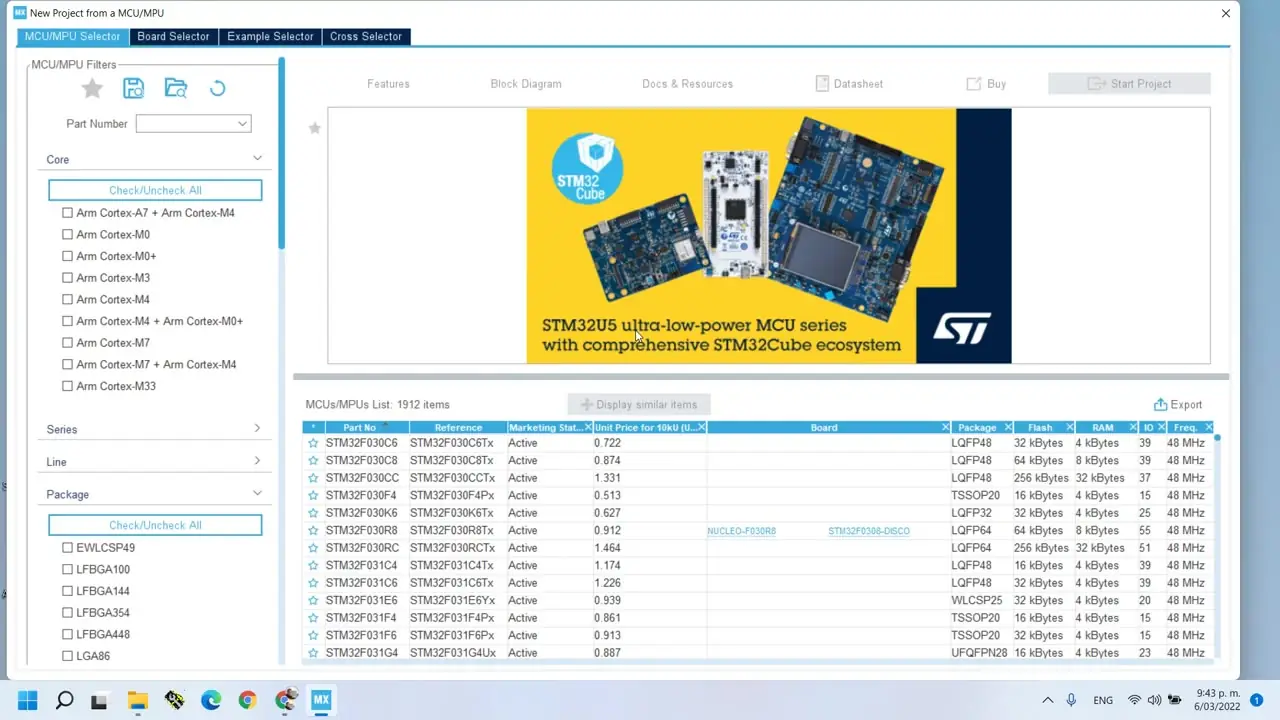 MX New Project from a MCU/MPU
MCU/MPU Selector Board Selector Example Selector Cross Selector
MCU/MPU Filters
Part Number
Core
Check/Uncheck All
Arm Cortex-A7 + Arm Cortex-M4
Arm Cortex-M0
Arm Cortex-M0+
Arm Cortex-M3
Arm Cortex-M4
Arm Cortex-M4 + Arm Cortex-M0+
Arm Cortex-M7
Arm Cortex-M7 + Arm Cortex-M4
Arm Cortex-M33
Series
Line
Package
Check/Uncheck All
EWLCSP49
LFBGA100
LFBGA144
LFBGA354
LFBGA448
LGA86
Features Block Diagram Docs & Resources Datasheet Buy Start Project
STM32
Cube
STM32U5 ultra-low-power MCU series
with comprehensive STM32Cube ecosystem
ST
MCUs/MPUs List: 1912 items Display similar items Export
* Part No Reference Marketing Stat... Unit Price for 10kU (U... Board Package Flash RAM IO Freq.
STM32F030C6 STM32F030C6Tx Active 0.722 LQFP48 32 kBytes 4 kBytes 39 48 MHz
STM32F030C8 STM32F030C8Tx Active 0.874 LQFP48 64 kBytes 8 kBytes 39 48 MHz
STM32F030CC STM32F030CCTx Active 1.331 LQFP48 256 kBytes 32 kBytes 37 48 MHz
STM32F030F4 STM32F030F4Px Active 0.513 TSSOP20 16 kBytes 4 kBytes 15 48 MHz
STM32F030K6 STM32F030K6Tx Active 0.627 LQFP32 32 kBytes 4 kBytes 25 48 MHz
STM32F030R8 STM32F030R8Tx Active 0.912 NUCLEO-F030R8 STM32F0308-DISCO LQFP64 64 kBytes 8 kBytes 55 48 MHz
STM32F030RC STM32F030RCTx Active 1.464 LQFP64 256 kBytes 32 kBytes 51 48 MHz
STM32F031C4 STM32F031C4Tx Active 1.174 LQFP48 16 kBytes 4 kBytes 39 48 MHz
STM32F031C6 STM32F031C6Tx Active 1.226 LQFP48 32 kBytes 4 kBytes 39 48 MHz
STM32F031E6 STM32F031E6Yx Active 0.939 WLCSP25 32 kBytes 4 kBytes 20 48 MHz
STM32F031F4 STM32F031F4Px Active 0.861 TSSOP20 16 kBytes 4 kBytes 15 48 MHz
STM32F031F6 STM32F031F6Px Active 0.913 TSSOP20 32 kBytes 4 kBytes 15 48 MHz
STM32F031G4 STM32F031G4Ux Active 0.887 UFQFPN28 16 kBytes 4 kBytes 23 48 MHz
MX
ENG
9:43 p. m.
6/03/2022
1